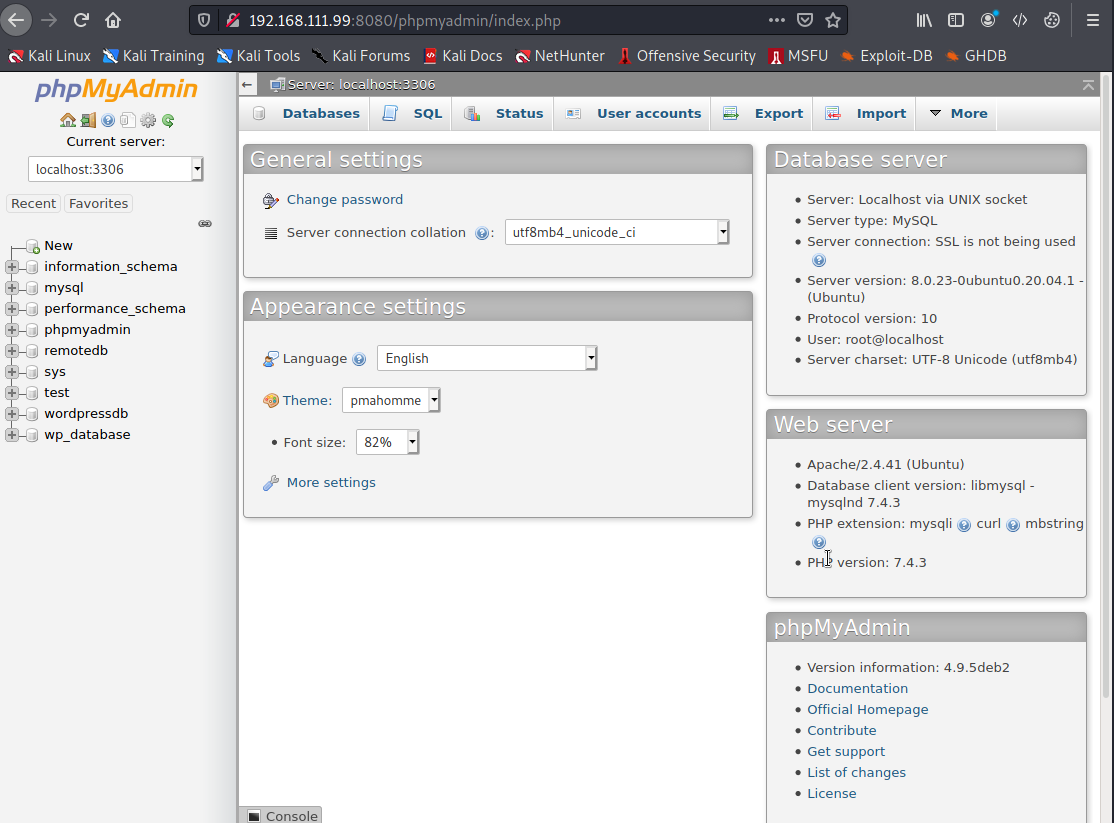 192.168.111.99:8080/phpmyadmin/index.php
Kali Linux Kali Training Kali Tools Kali Forums Kali Docs NetHunter Offensive Security MSFU Exploit-DB GHDB
phpMyAdmin
Current server:
localhost:3306
Recent Favorites
New
information_schema
mysql
performance_schema
phpmyadmin
remotedb
sys
test
wordpressdb
wp_database
Server: localhost:3306
Databases SQL Status User accounts Export Import More
General settings
Change password
Server connection collation : utf8mb4_unicode_ci
Appearance settings
Language English
Theme: pmahomme
• Font size: 82%
More settings
Database server
• Server: Localhost via UNIX socket
• Server type: MySQL
• Server connection: SSL is not being used
• Server version: 8.0.23-0ubuntu0.20.04.1 -
(Ubuntu)
• Protocol version: 10
• User: root@localhost
• Server charset: UTF-8 Unicode (utf8mb4)
Web server
• Apache/2.4.41 (Ubuntu)
• Database client version: libmysql -
mysqlnd 7.4.3
• PHP extension: mysqli curl mbstring
• PHP version: 7.4.3
phpMyAdmin
• Version information: 4.9.5deb2
• Documentation
• Official Homepage
• Contribute
• Get support
• List of changes
• License
Console